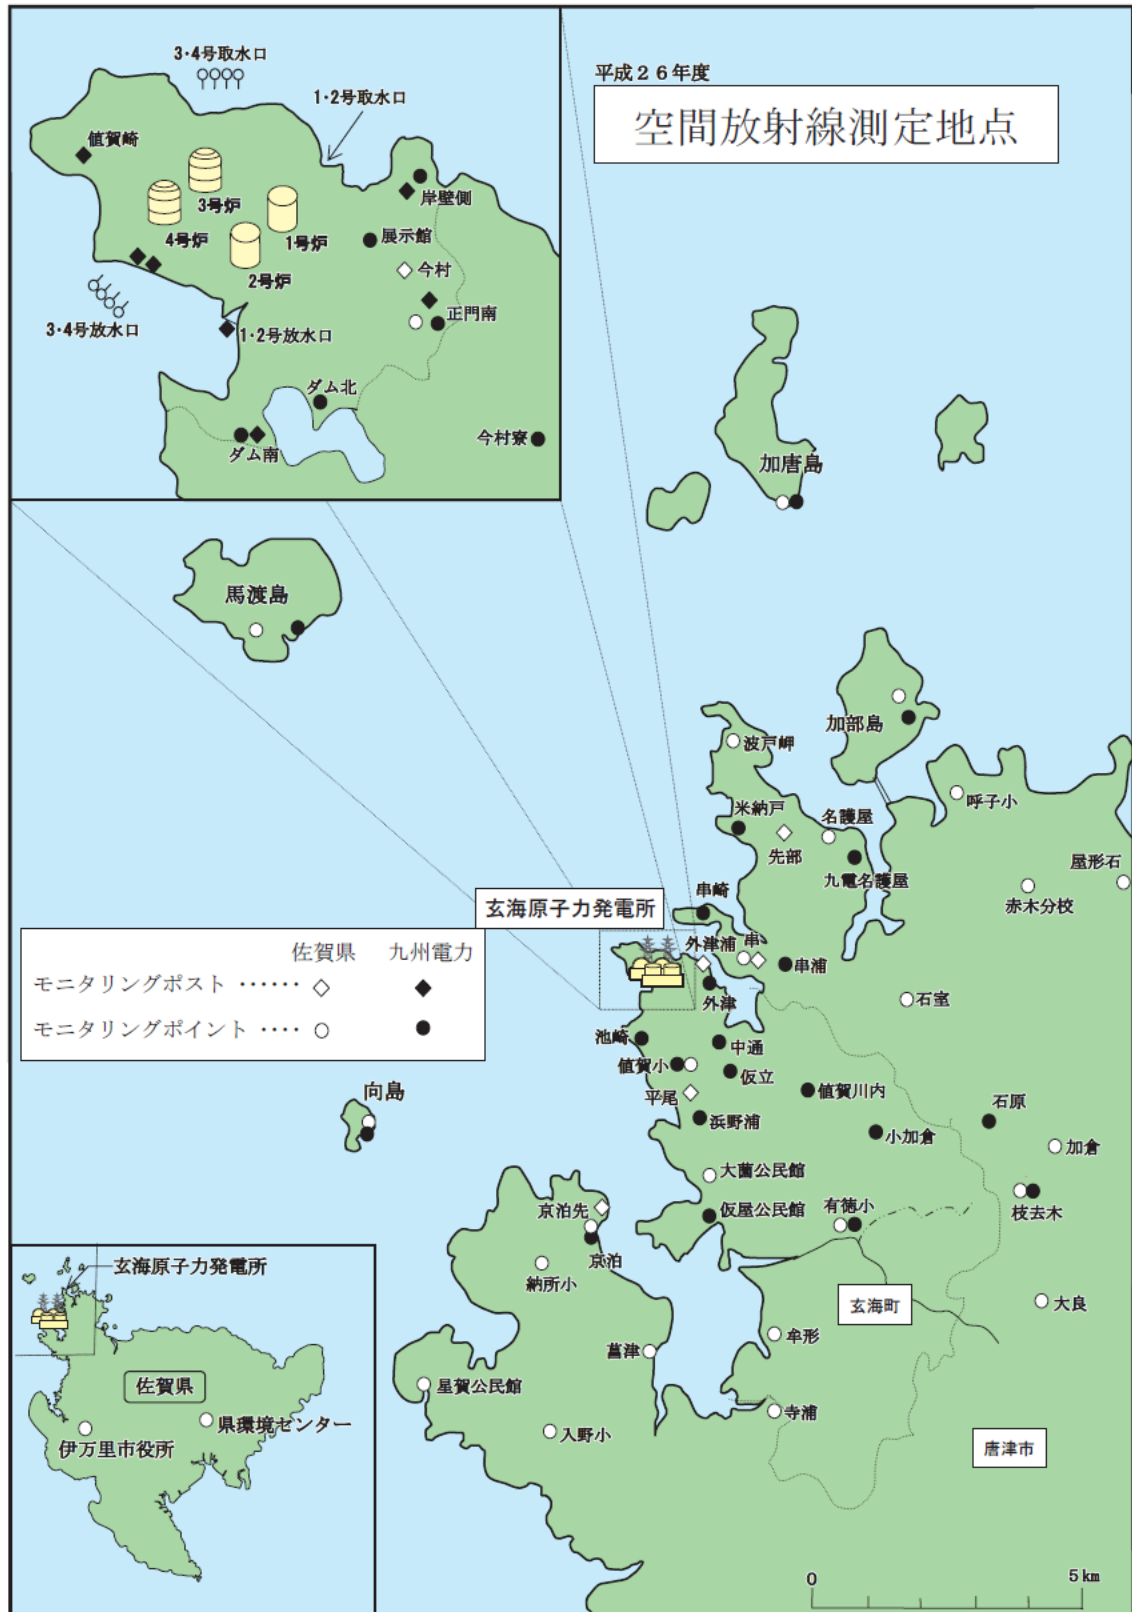 平成26年度
空間放射線測定地点
3・4号取水口
1・2号取水口
値賀崎
岸壁側
3号炉
展示館
4号炉
1号炉
今村
2号炉
正門南
3・4号放水口
1・2号放水口
ダム北
ダム南
今村寮
加唐島
馬渡島
加部島
波戸岬
呼子小
米納戸
名護屋
先部
屋形石
九電名護屋
赤木分校
串崎
玄海原子力発電所
外津浦
串
串浦
佐賀県 九州電力
モニタリングポスト ‥‥‥ ◇ ◆
モニタリングポイント ‥‥ ○ ●
外津
石室
池崎
中通
値賀小
仮立
向島
平尾
値賀川内
石原
浜野浦
小加倉
加倉
大薗公民館
枝去木
京泊先
仮屋公民館
有徳小
京泊
玄海原子力発電所
納所小
玄海町
大良
牟形
菖津
佐賀県
星賀公民館
県環境センター
寺浦
伊万里市役所
入野小
唐津市
0 5km